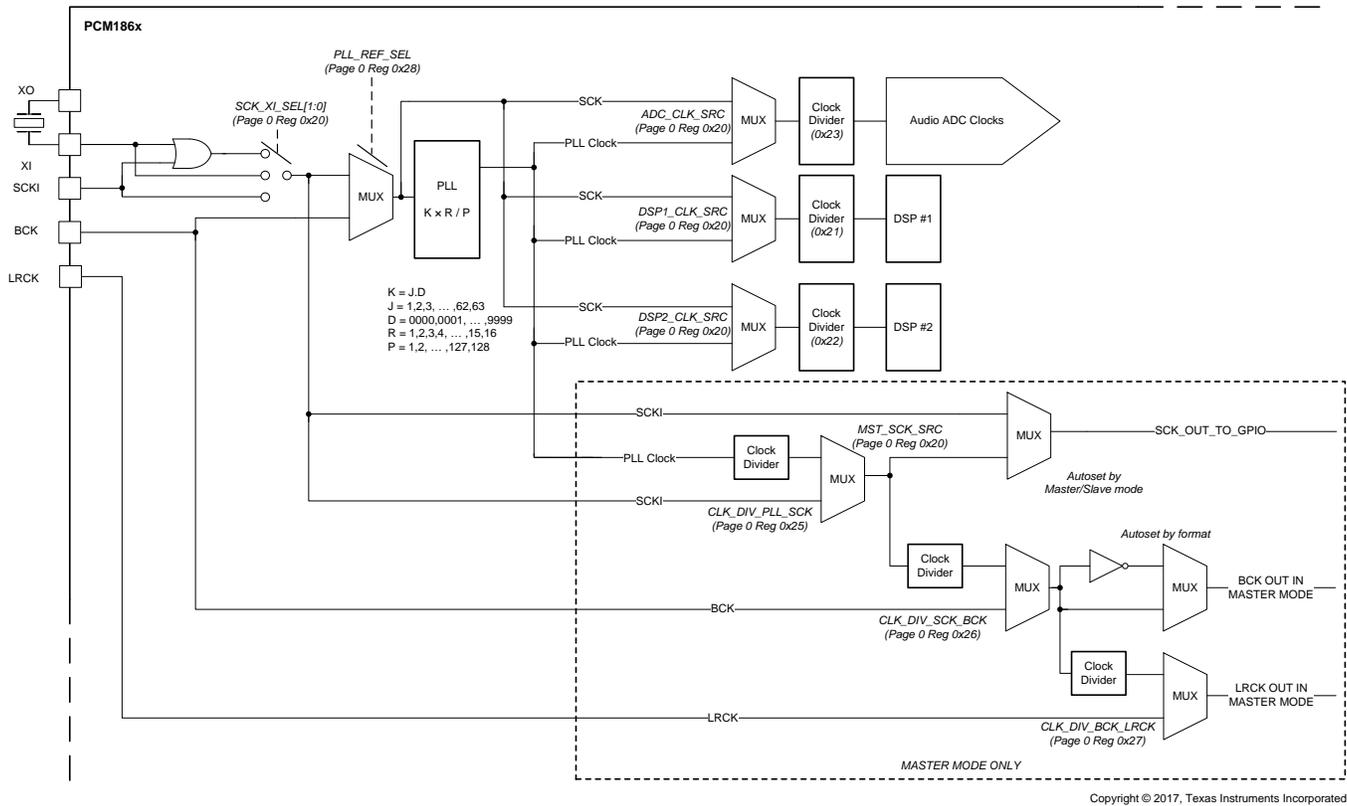 PCM186x
PLL_REF_SEL
(Page 0 Reg 0x28)
XO
SCK_XI_SEL[1:0]
(Page 0 Reg 0x20)
XI
SCKI
BCK
LRCK
MUX
PLL
K x R / P
K = J.D
J = 1,2,3, … ,62,63
D = 0000,0001, … ,9999
R = 1,2,3,4, … ,15,16
P = 1,2, … ,127,128
SCK
ADC_CLK_SRC
(Page 0 Reg 0x20)
PLL Clock
MUX
Clock
Divider
(0x23)
Audio ADC Clocks
SCK
DSP1_CLK_SRC
(Page 0 Reg 0x20)
PLL Clock
MUX
Clock
Divider
(0x21)
DSP #1
SCK
DSP2_CLK_SRC
(Page 0 Reg 0x20)
PLL Clock
MUX
Clock
Divider
(0x22)
DSP #2
SCKI
MST_SCK_SRC
(Page 0 Reg 0x20)
MUX
SCK_OUT_TO_GPIO
Autoset by
Master/Slave mode
PLL Clock
Clock
Divider
MUX
SCKI
CLK_DIV_PLL_SCK
(Page 0 Reg 0x25)
Autoset by format
Clock
Divider
MUX
MUX
BCK OUT IN
MASTER MODE
BCK
CLK_DIV_SCK_BCK
(Page 0 Reg 0x26)
Clock
Divider
MUX
LRCK OUT IN
MASTER MODE
LRCK
CLK_DIV_BCK_LRCK
(Page 0 Reg 0x27)
MASTER MODE ONLY
Copyright © 2017, Texas Instruments Incorporated